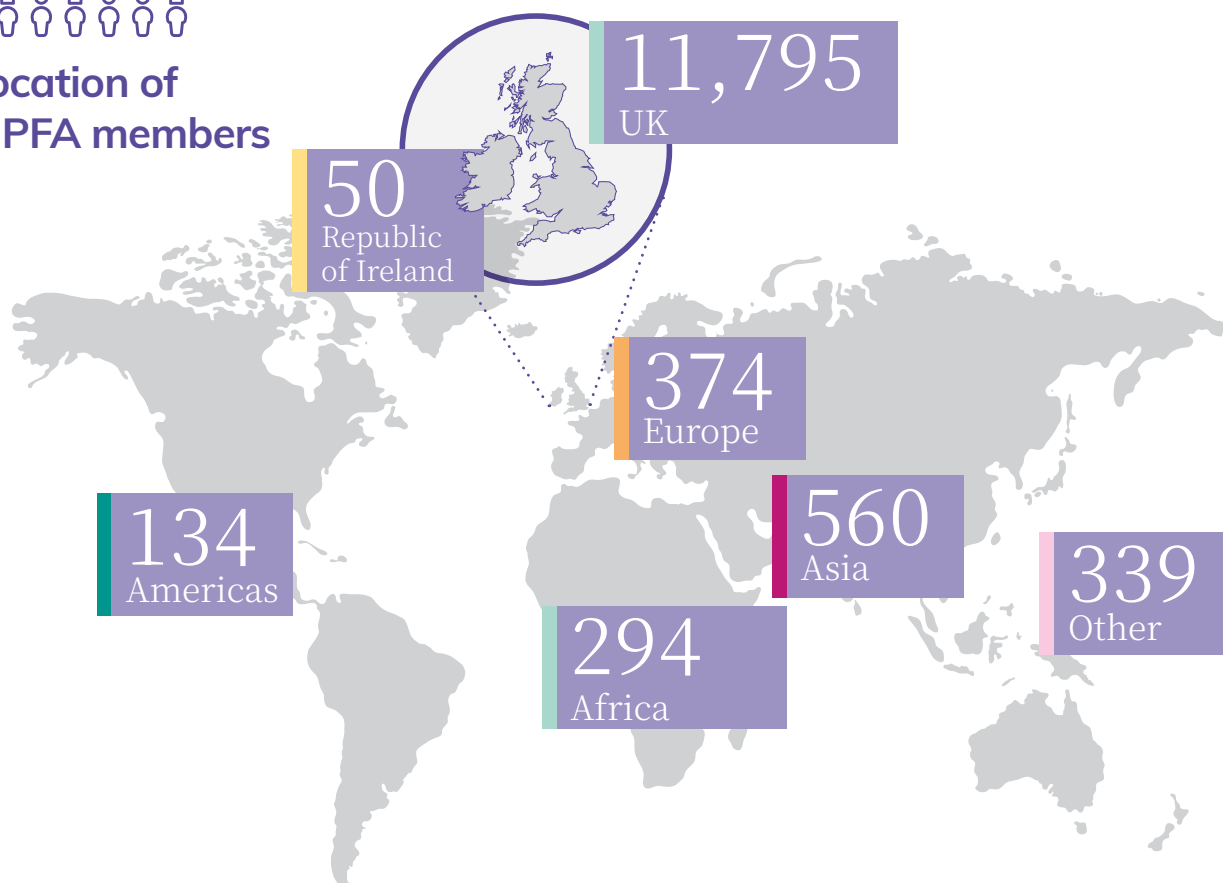 ocation of
PFA members
11,795
UK
50
Republic
of Ireland
374
Europe
560
Asia
134
Americas
339
Other
294
Africa